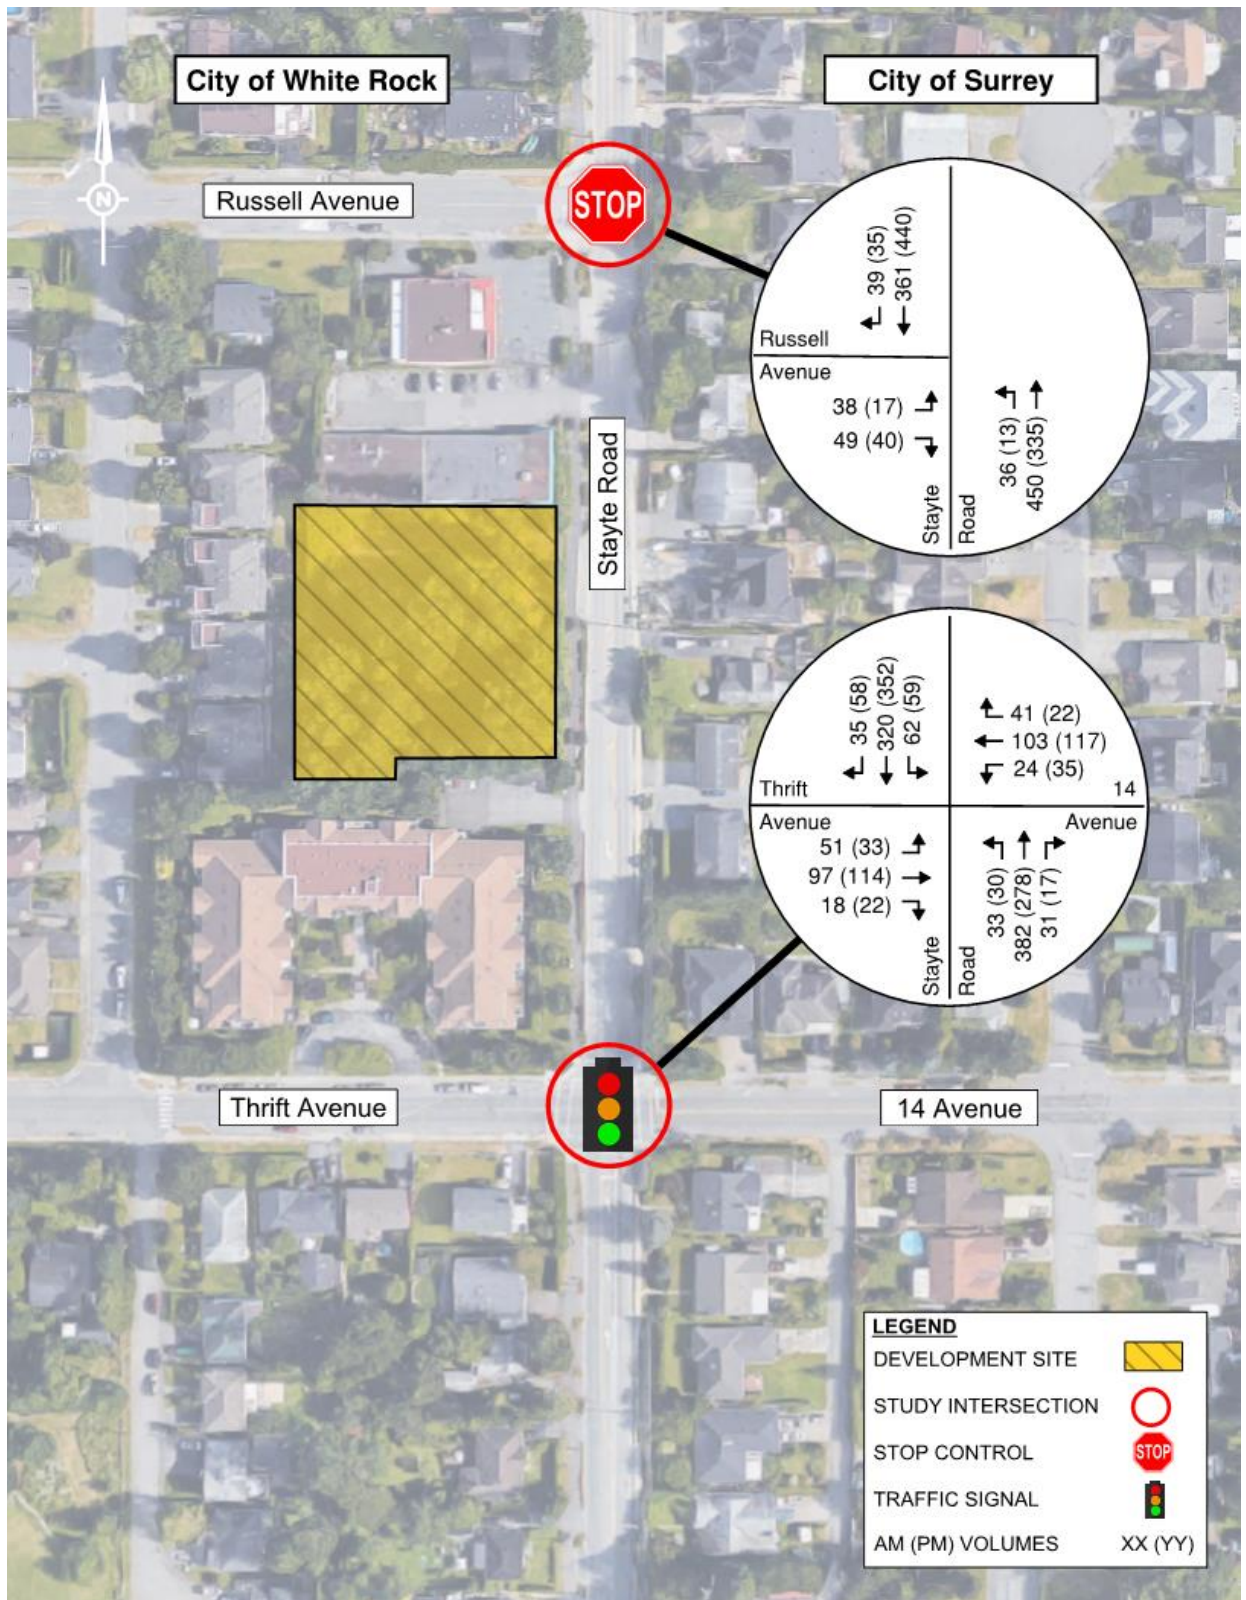 City of White Rock
City of Surrey
N
Russell Avenue
STOP
39 (35)
361 (440)
Russell
Avenue
38 (17)
49 (40)
Stayte
Road
36 (13)
450 (335)
Stayte Road
35 (58)
320 (352)
62 (59)
41 (22)
103 (117)
24 (35)
Thrift
14
Avenue
Avenue
51 (33)
97 (114)
18 (22)
33 (30)
382 (278)
31 (17)
Stayte
Road
Thrift Avenue
14 Avenue
LEGEND
DEVELOPMENT SITE
STUDY INTERSECTION
STOP CONTROL
STOP
TRAFFIC SIGNAL
AM (PM) VOLUMES XX (YY)